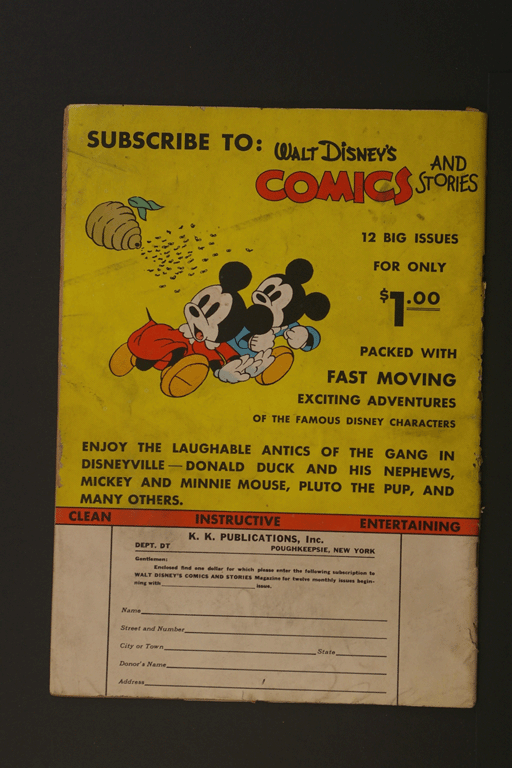 SUBSCRIBE TO: WALT DISNEY'S
COMICS AND STORIES
12 BIG ISSUES
FOR ONLY
$1.00
PACKED WITH
FAST MOVING
EXCITING ADVENTURES
OF THE FAMOUS DISNEY CHARACTERS
ENJOY THE LAUGHABLE ANTICS OF THE GANG IN
DISNEYVILLE—DONALD DUCK AND HIS NEPHEWS,
MICKEY AND MINNIE MOUSE, PLUTO THE PUP, AND
MANY OTHERS.
CLEAN INSTRUCTIVE ENTERTAINING
K. K. PUBLICATIONS, Inc.
DEPT. DT POUGHKEEPSIE, NEW YORK
Gentlemen:
Enclosed find one dollar for which please enter the following subscription to
WALT DISNEY'S COMICS AND STORIES Magazine for twelve monthly issues begin-
ning with issue.
Name
Street and Number
City or Town State
Donor's Name
Address